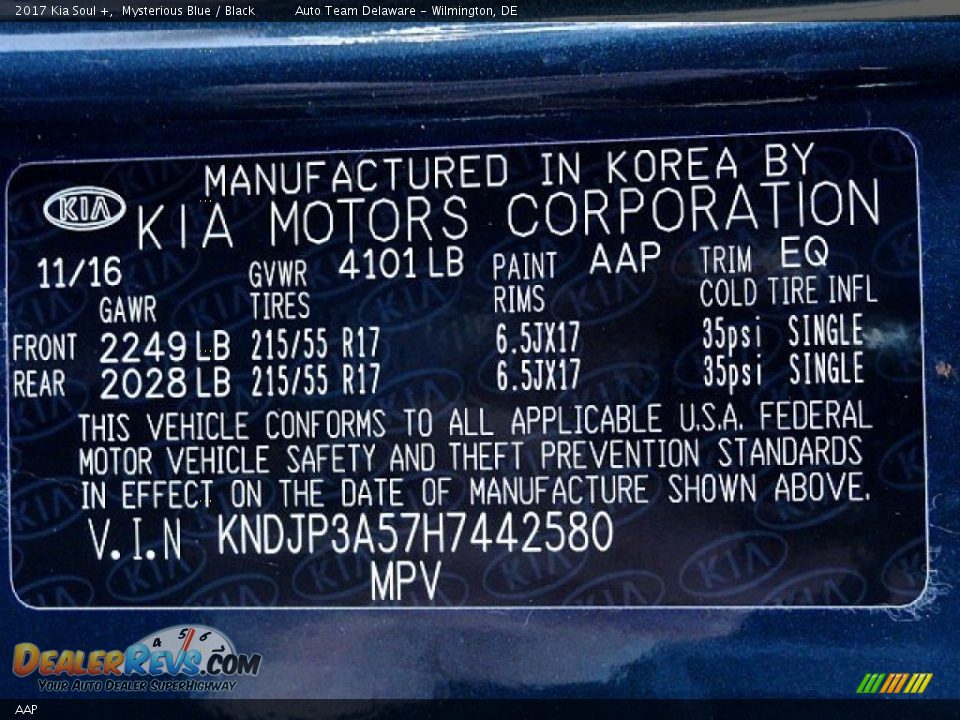 2017 Kia Soul +, Mysterious Blue / Black Auto Team Delaware - Wilmington, DE
MANUFACTURED IN KOREA BY
KIA KIA MOTORS CORPORATION
11/16 GVWR 4101 LB PAINT AAP TRIM EQ
GAWR TIRES RIMS COLD TIRE INFL
FRONT 2249 LB 215/55 R17 6.5JX17 35psi SINGLE
REAR 2028 LB 215/55 R17 6.5JX17 35psi SINGLE
THIS VEHICLE CONFORMS TO ALL APPLICABLE U.S.A. FEDERAL
MOTOR VEHICLE SAFETY AND THEFT PREVENTION STANDARDS
IN EFFECT ON THE DATE OF MANUFACTURE SHOWN ABOVE.
V.I.N KNDJP3A57H7442580
MPV
4 5 6
DEALERREVS.COM
YOUR AUTO DEALER SUPERHIGHWAY
AAP